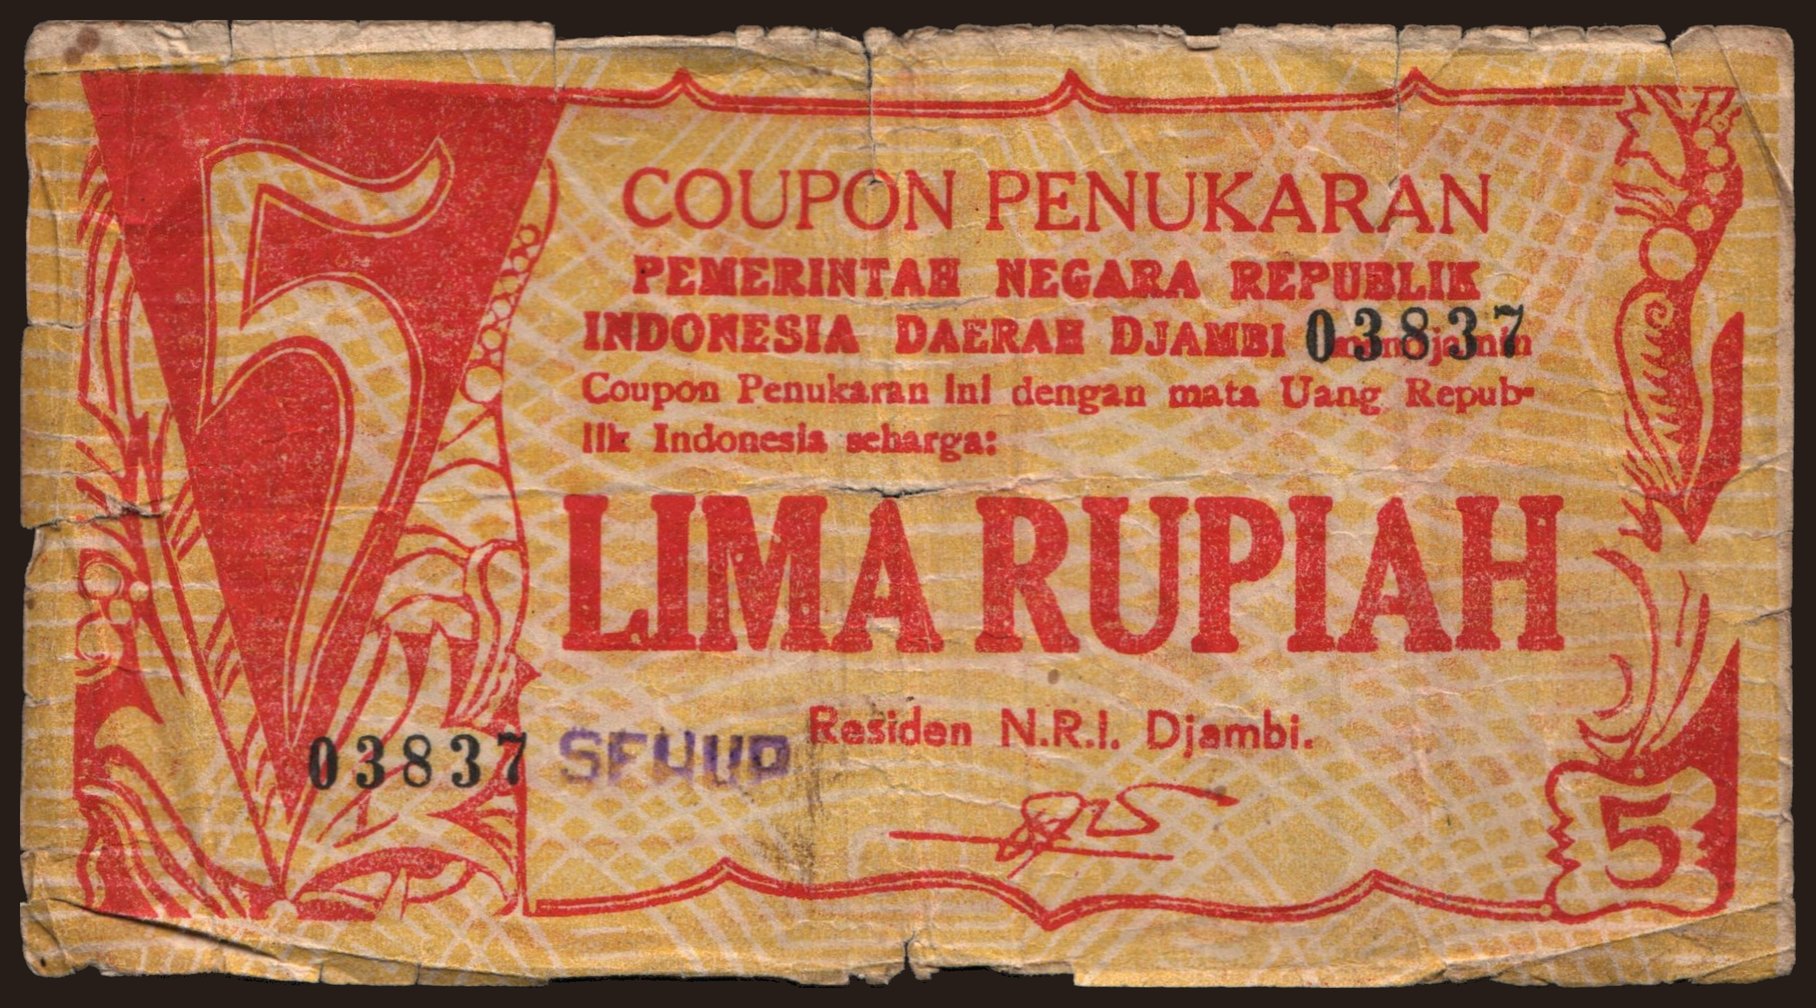 5
COUPON PENUKARAN
PEMERINTAH NEGARA REPUBLIK
INDONESIA DAERAH DJAMBI menndjamin
03837
Coupon Penukaran ini dengan mata Uang Repub-
lik Indonesia seharga:
LIMA RUPIAH
Residen N.R.I. Djambi.
03837
5